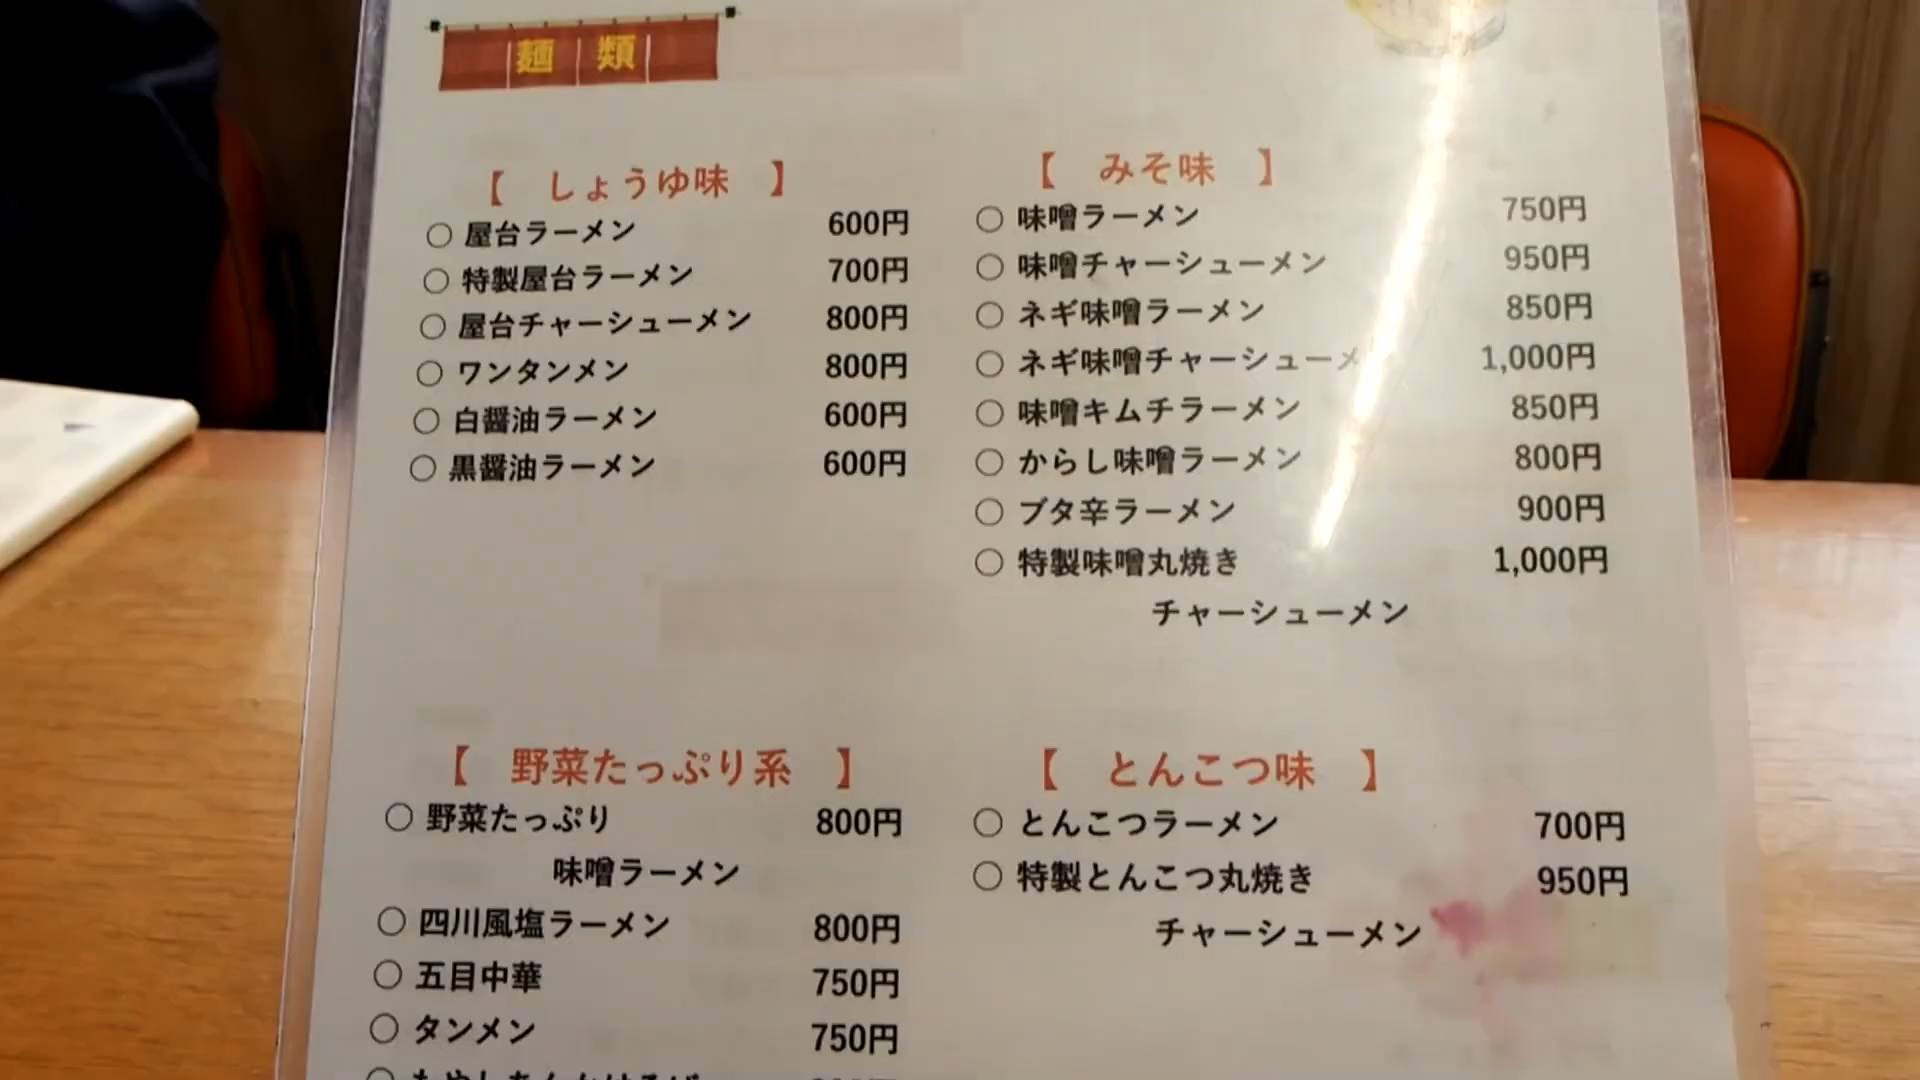 麺類
【 しょうゆ味 】
○ 屋台ラーメン 600円
○ 特製屋台ラーメン 700円
○ 屋台チャーシューメン 800円
○ ワンタンメン 800円
○ 白醤油ラーメン 600円
○ 黒醤油ラーメン 600円
【 みそ味 】
○ 味噌ラーメン 750円
○ 味噌チャーシューメン 950円
○ ネギ味噌ラーメン 850円
○ ネギ味噌チャーシューメ 1,000円
○ 味噌キムチラーメン 850円
○ からし味噌ラーメン 800円
○ ブタ辛ラーメン 900円
○ 特製味噌丸焼き 1,000円
チャーシューメン
【 野菜たっぷり系 】
○ 野菜たっぷり 800円
味噌ラーメン
○ 四川風塩ラーメン 800円
○ 五目中華 750円
○ タンメン 750円
【 とんこつ味 】
○ とんこつラーメン 700円
○ 特製とんこつ丸焼き 950円
チャーシューメン